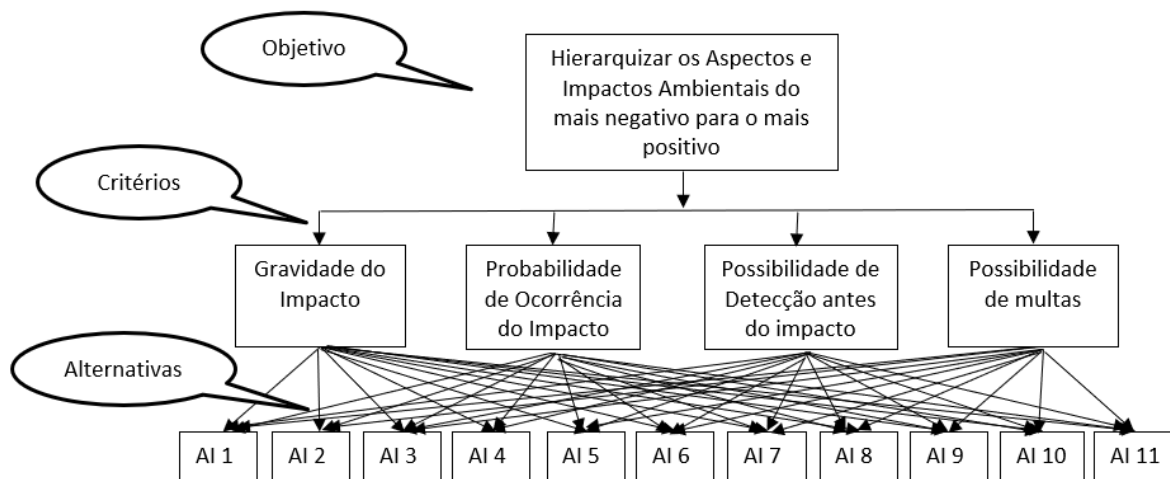 Objetivo
Hierarquizar os Aspectos e
Impactos Ambientais do
mais negativo para o mais
positivo
Critérios
Gravidade do
Impacto
Probabilidade
de Ocorrência
do Impacto
Possibilidade de
Detecção antes
do impacto
Possibilidade
de multas
Alternativas
AI 1
AI 2
AI 3
AI 4
AI 5
AI 6
AI 7
AI 8
AI 9
AI 10
AI 11